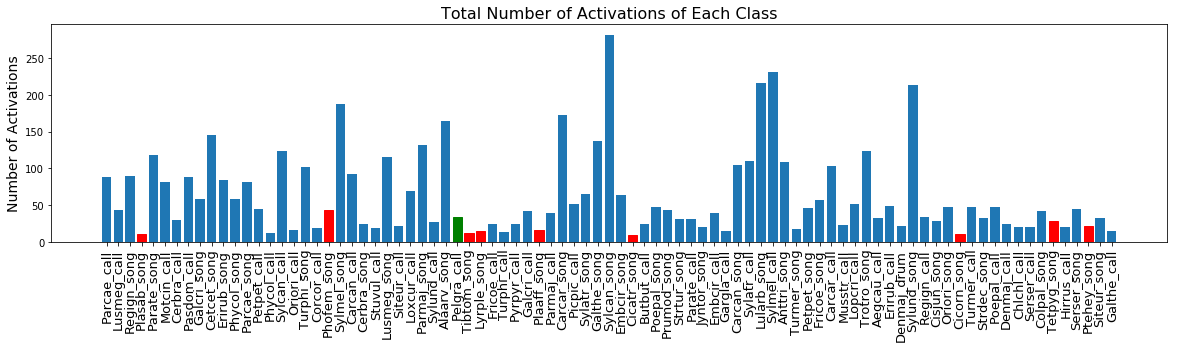 Total Number of Activations of Each Class
Number of Activations
250
200
150
100
50
0
Parcae_call
Lusmeg_call
Regign_song
Plasab_song
Parate_song
Motcin_call
Cerbra_call
Pasdom_call
Galcri_song
Cetcet_song
Erirub_song
Phycol_song
Parcae_song
Petpet_call
Phycol_call
Sylcan_call
Oriori_call
Turphi_song
Corcor_call
Phofem_song
Sylmel_song
Carcan_call
Cerbra_song
Stuvul_call
Lusmeg_song
Siteur_call
Loxcur_call
Parmaj_song
Sylund_call
Alaarv_song
Pelgra_call
Tibtom_song
Lyrple_song
Fricoe_call
Turphi_call
Pyrpyr_call
Galcri_call
Plaaff_song
Parmaj_call
Carcar_song
Picpic_call
Sylatr_song
Galthe_song
Sylcan_song
Embcir_song
Cicatr_song
Butbut_call
Poepal_song
Prumod_song
Strtur_song
Parate_call
Jyntor_song
Embcir_call
Gargla_call
Carcan_song
Sylatr_call
Lularb_song
Sylmel_call
Anttri_song
Turmer_song
Petpet_song
Fricoe_song
Carcar_call
Musstr_call
Locnai_call
Trotro_song
Aegcau_call
Erirub_call
Denmaj_drum
Sylund_song
Regign_call
Cisjun_song
Oriori_song
Cicorn_song
Turmer_call
Strdec_song
Poepal_call
Denmaj_call
Chlchl_call
Serser_call
Colpal_song
Tetpyg_song
Hirrus_call
Serser_song
Ptehey_song
Siteur_song
Galthe_call